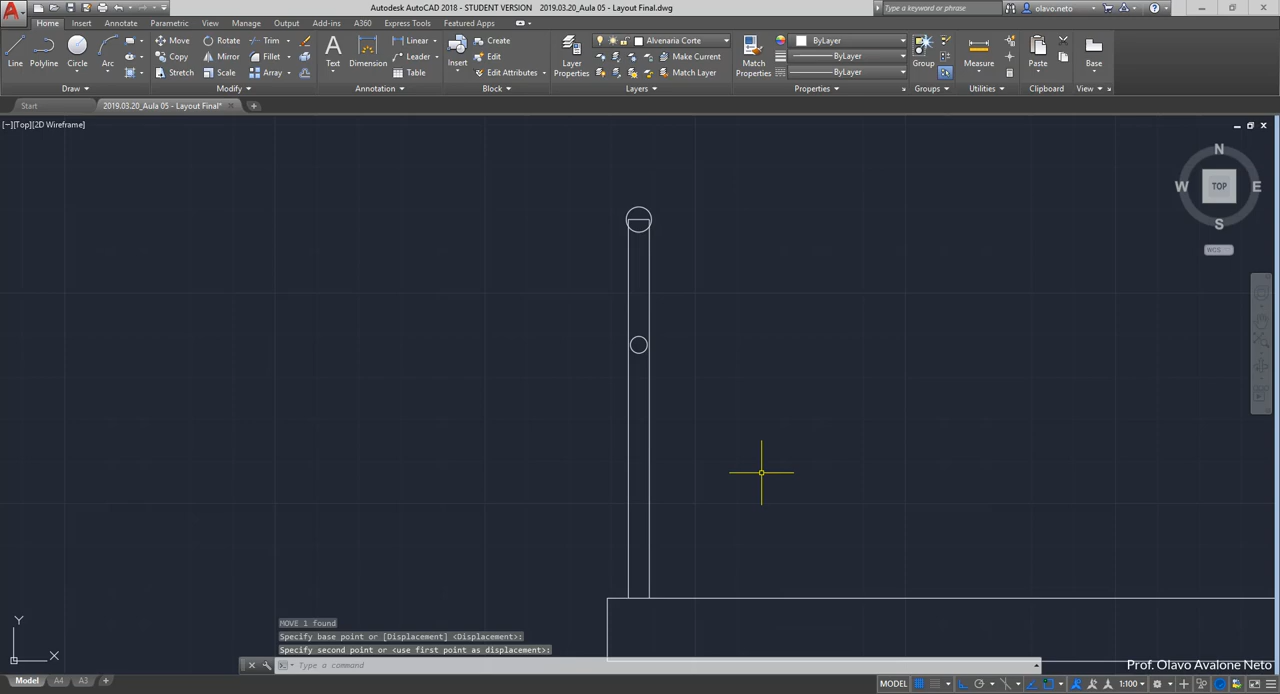 Autodesk AutoCAD 2018 - STUDENT VERSION 2019.03.20_Aula 05 - Layout Final.dwg
Type a keyword or phrase
olavo.neto
Home Insert Annotate Parametric View Manage Output Add-ins A360 Express Tools Featured Apps
Line Polyline Circle Arc
Move Rotate Trim
Copy Mirror Fillet
Stretch Scale Array
Text Dimension
Linear
Leader
Table
Insert
Create
Edit
Edit Attributes
Layer Properties
Alvenaria Corte
Make Current
Match Layer
Match Properties
ByLayer
ByLayer
ByLayer
Group
Measure
Paste
Base
Draw Modify Annotation Block Layers Properties Groups Utilities Clipboard View
Start 2019.03.20_Aula 05 - Layout Final*
[−][Top][2D Wireframe]
N
W TOP E
S
WCS
Y
X
MOVE 1 found
Specify base point or [Displacement] <Displacement>:
Specify second point or <use first point as displacement>:
Type a command
Prof. Olavo Avalone Neto
Model A4 A3
MODEL 1:100